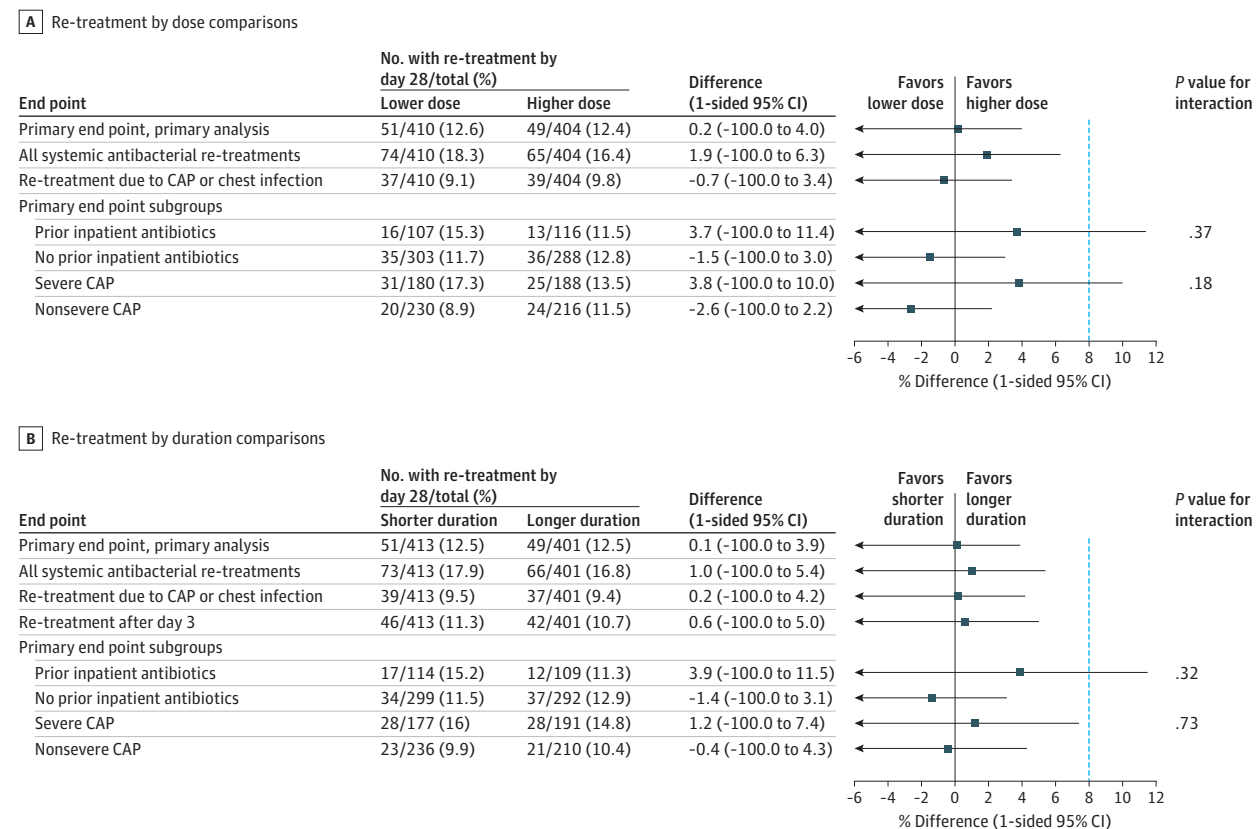 A Re-treatment by dose comparisons
No. with re-treatment by
day 28/total (%)
Difference
(1-sided 95% CI)
Favors
lower dose
Favors
higher dose
P value for
interaction
End point
Lower dose
Higher dose
Primary end point, primary analysis 51/410 (12.6) 49/404 (12.4) 0.2 (-100.0 to 4.0)
All systemic antibacterial re-treatments 74/410 (18.3) 65/404 (16.4) 1.9 (-100.0 to 6.3)
Re-treatment due to CAP or chest infection 37/410 (9.1) 39/404 (9.8) -0.7 (-100.0 to 3.4)
Primary end point subgroups
Prior inpatient antibiotics 16/107 (15.3) 13/116 (11.5) 3.7 (-100.0 to 11.4) .37
No prior inpatient antibiotics 35/303 (11.7) 36/288 (12.8) -1.5 (-100.0 to 3.0)
Severe CAP 31/180 (17.3) 25/188 (13.5) 3.8 (-100.0 to 10.0) .18
Nonsevere CAP 20/230 (8.9) 24/216 (11.5) -2.6 (-100.0 to 2.2)
-6 -4 -2 0 2 4 6 8 10 12
% Difference (1-sided 95% CI)
B Re-treatment by duration comparisons
No. with re-treatment by
day 28/total (%)
Difference
(1-sided 95% CI)
Favors
shorter
duration
Favors
longer
duration
P value for
interaction
End point
Shorter duration
Longer duration
Primary end point, primary analysis 51/413 (12.5) 49/401 (12.5) 0.1 (-100.0 to 3.9)
All systemic antibacterial re-treatments 73/413 (17.9) 66/401 (16.8) 1.0 (-100.0 to 5.4)
Re-treatment due to CAP or chest infection 39/413 (9.5) 37/401 (9.4) 0.2 (-100.0 to 4.2)
Re-treatment after day 3 46/413 (11.3) 42/401 (10.7) 0.6 (-100.0 to 5.0)
Primary end point subgroups
Prior inpatient antibiotics 17/114 (15.2) 12/109 (11.3) 3.9 (-100.0 to 11.5) .32
No prior inpatient antibiotics 34/299 (11.5) 37/292 (12.9) -1.4 (-100.0 to 3.1)
Severe CAP 28/177 (16) 28/191 (14.8) 1.2 (-100.0 to 7.4) .73
Nonsevere CAP 23/236 (9.9) 21/210 (10.4) -0.4 (-100.0 to 4.3)
-6 -4 -2 0 2 4 6 8 10 12
% Difference (1-sided 95% CI)